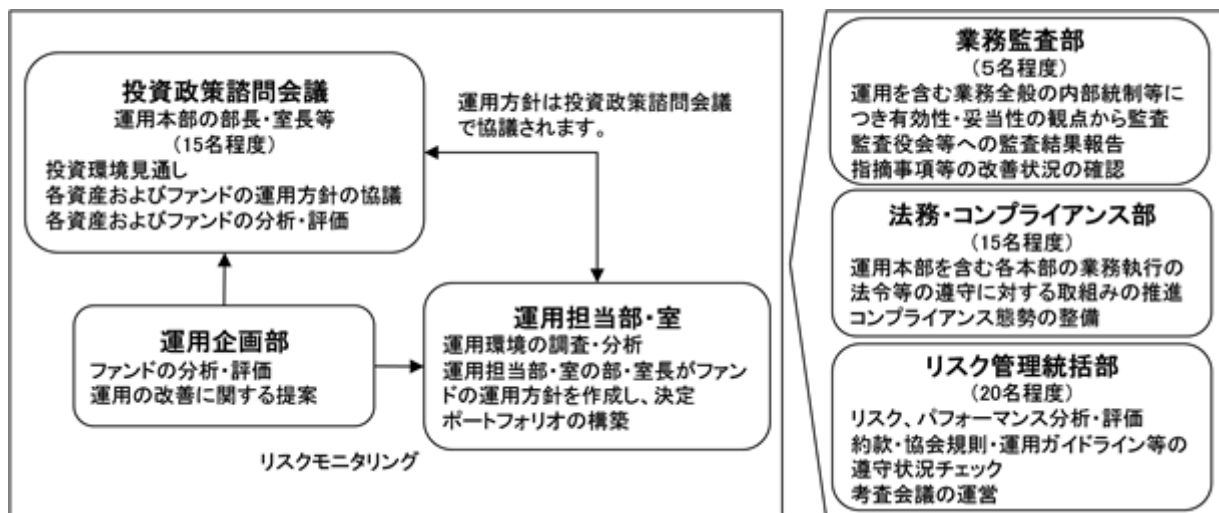 投資政策諮問会議
運用本部の部長・室長等
(15名程度)
投資環境見通し
各資産およびファンドの運用方針の協議
各資産およびファンドの分析・評価
運用方針は投資政策諮問会議
で協議されます。
運用企画部
ファンドの分析・評価
運用の改善に関する提案
運用担当部・室
運用環境の調査・分析
運用担当部・室の部・室長がファン
ドの運用方針を作成し、決定
ポートフォリオの構築
リスクモニタリング
業務監査部
(5名程度)
運用を含む業務全般の内部統制等に
つき有効性・妥当性の観点から監査
監査役会等への監査結果報告
指摘事項等の改善状況の確認
法務・コンプライアンス部
(15名程度)
運用本部を含む各本部の業務執行の
法令等の遵守に対する取組みの推進
コンプライアンス態勢の整備
リスク管理統括部
(20名程度)
リスク、パフォーマンス分析・評価
約款・協会規則・運用ガイドライン等の
遵守状況チェック
考査会議の運営